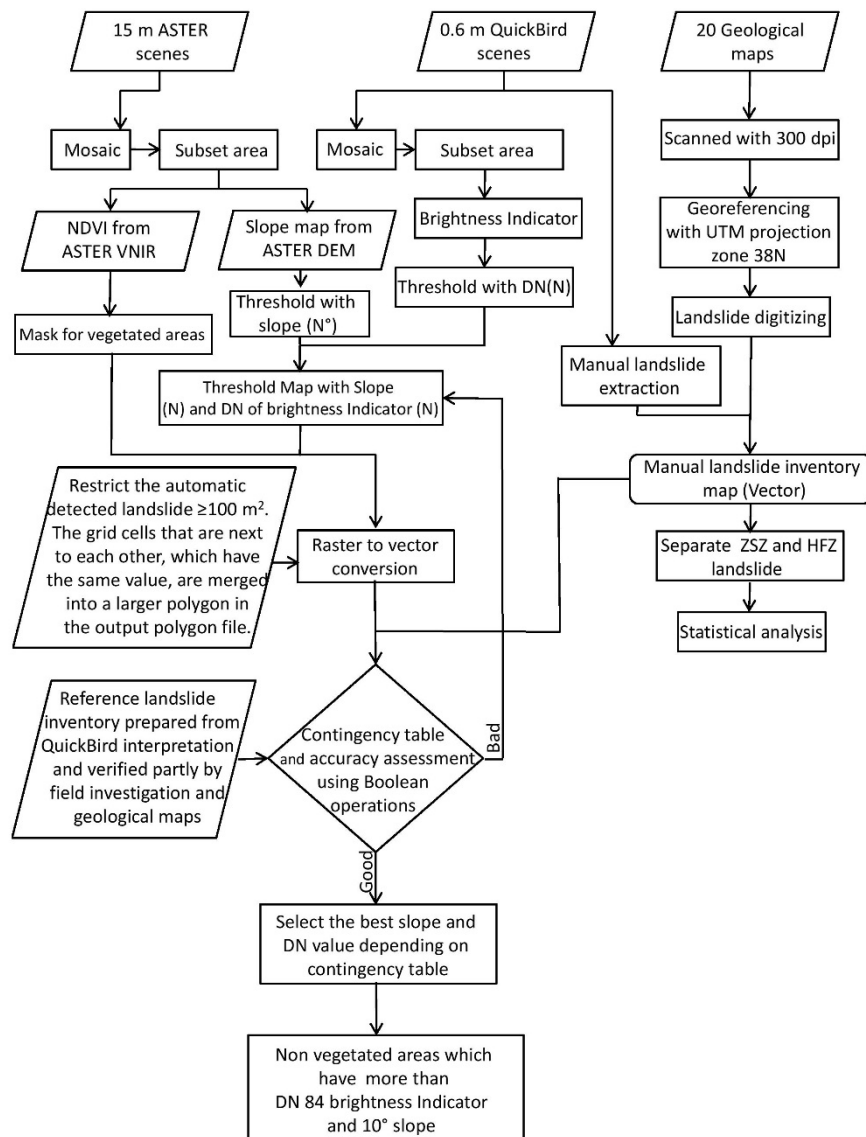 15 m ASTER
scenes
0.6 m QuickBird
scenes
20 Geological
maps
Mosaic
Subset area
Mosaic
Subset area
Scanned with 300 dpi
NDVI from
ASTER VNIR
Slope map from
ASTER DEM
Brightness Indicator
Georeferencing
with UTM projection
zone 38N
Threshold with DN(N)
Threshold with
slope (N°)
Mask for vegetated areas
Landslide digitizing
Manual landslide
extraction
Threshold Map with Slope
(N) and DN of brightness Indicator (N)
Manual landslide inventory
map (Vector)
Restrict the automatic
detected landslide ≥100 m².
The grid cells that are next
to each other, which have
the same value, are merged
into a larger polygon in
the output polygon file.
Raster to vector
conversion
Separate ZSZ and HFZ
landslide
Statistical analysis
Reference landslide
inventory prepared from
QuickBird interpretation
and verified partly by
field investigation and
geological maps
Contingency table
and accuracy assessment
using Boolean
operations
Bad
Good
Select the best slope and
DN value depending on
contingency table
Non vegetated areas which
have more than
DN 84 brightness Indicator
and 10° slope